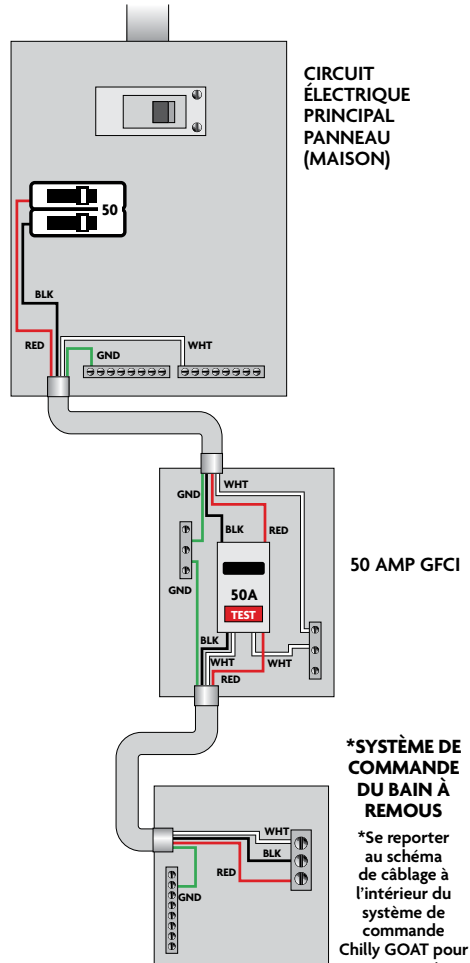 CIRCUIT
ÉLECTRIQUE
PRINCIPAL
PANNEAU
(MAISON)
50
BLK
RED
GND
WHT
WHT
GND
BLK
RED
50 AMP GFCI
50A
GND
TEST
BLK
WHT
WHT
RED
*SYSTÈME DE
COMMANDE
DU BAIN À
REMOUS
*Se reporter
au schéma
de câblage à
l'intérieur du
système de
commande
Chilly GOAT pour
WHT
BLK
RED
GND